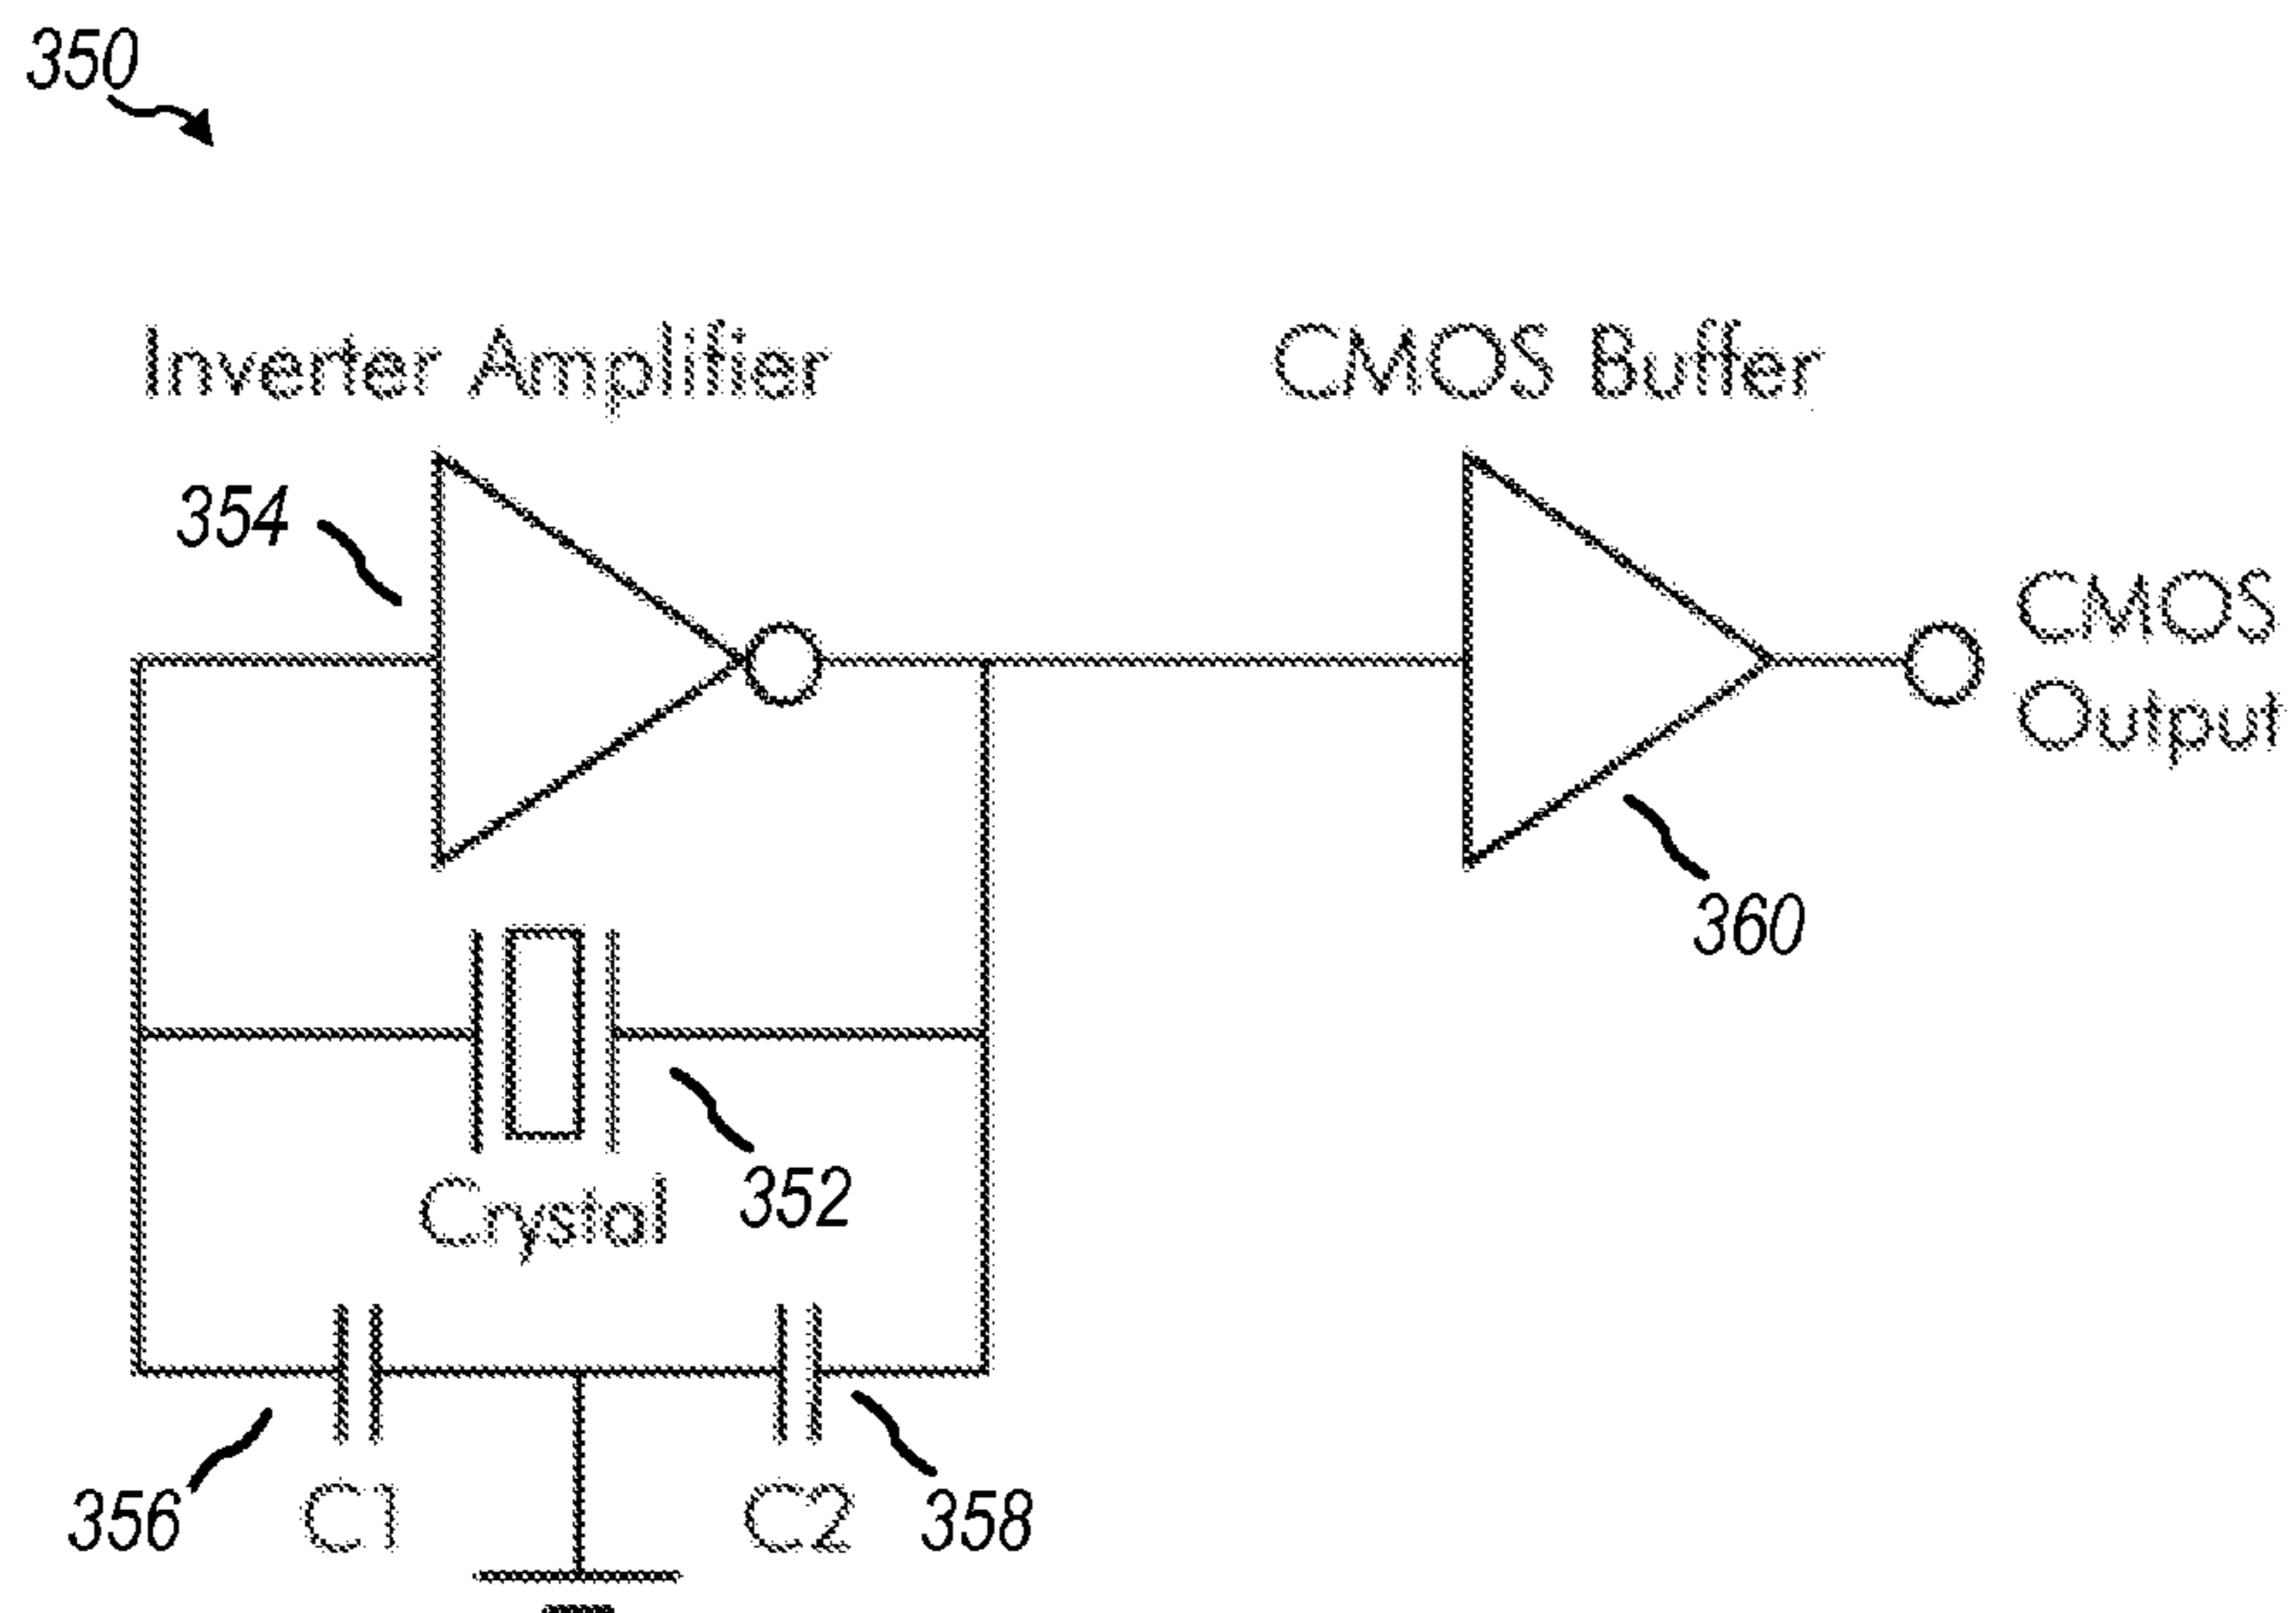 350
Inverter Amplifier
CMOS Buffer
354
CMOS
Output
360
Crystal
352
356
C1
C2
358